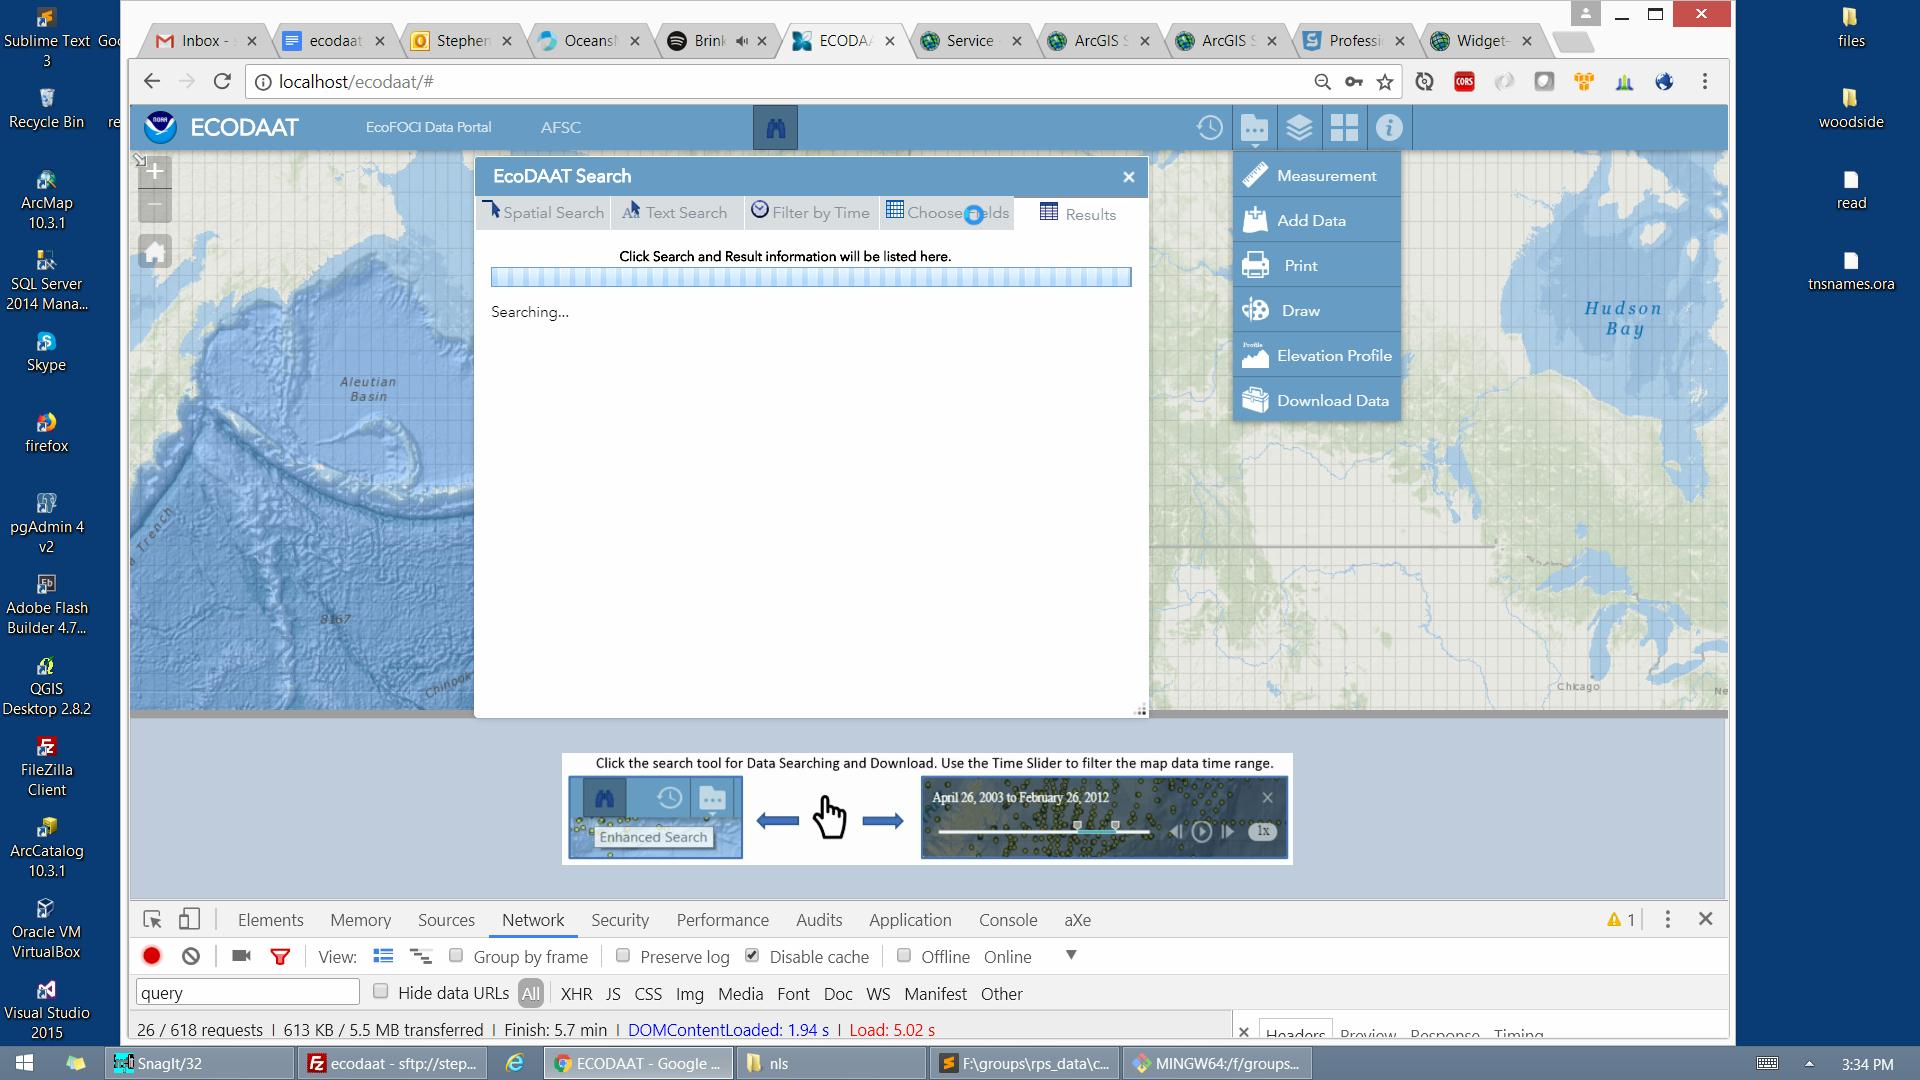 Sublime Text
3
Goo
Recycle Bin
re
ArcMap
10.3.1
SQL Server
2014 Mana...
Skype
firefox
pgAdmin 4
v2
Adobe Flash
Builder 4.7...
QGIS
Desktop 2.8.2
FileZilla
Client
ArcCatalog
10.3.1
Oracle VM
VirtualBox
Visual Studio
2015
files
woodside
read
tnsnames.ora
Inbox -
ecodaat
Stephen
OceansM
Brink
ECODAA
Service
ArcGIS S
ArcGIS S
Professi
Widget-
localhost/ecodaat/#
CORS
NOAA
ECODAAT
EcoFOCI Data Portal
AFSC
Measurement
Add Data
Print
Draw
Profile
Elevation Profile
Download Data
EcoDAAT Search
Spatial Search
Text Search
Filter by Time
Choose Fields
Results
Click Search and Result information will be listed here.
Searching...
Aleutian
Basin
Trench
8167
Chinook
Hudson
Bay
Chicago
Ne
Click the search tool for Data Searching and Download. Use the Time Slider to filter the map data time range.
Enhanced Search
April 26, 2003 to February 26, 2012
1x
Elements
Memory
Sources
Network
Security
Performance
Audits
Application
Console
aXe
1
View:
Group by frame
Preserve log
Disable cache
Offline
Online
query
Hide data URLs
All
XHR
JS
CSS
Img
Media
Font
Doc
WS
Manifest
Other
26 / 618 requests | 613 KB / 5.5 MB transferred | Finish: 5.7 min | DOMContentLoaded: 1.94 s | Load: 5.02 s
Headers
Preview
Response
Timing
SnagIt/32
ecodaat - sftp://step...
ECODAAT - Google ...
nls
F:\groups\rps_data\c...
MINGW64:/f/groups...
3:34 PM